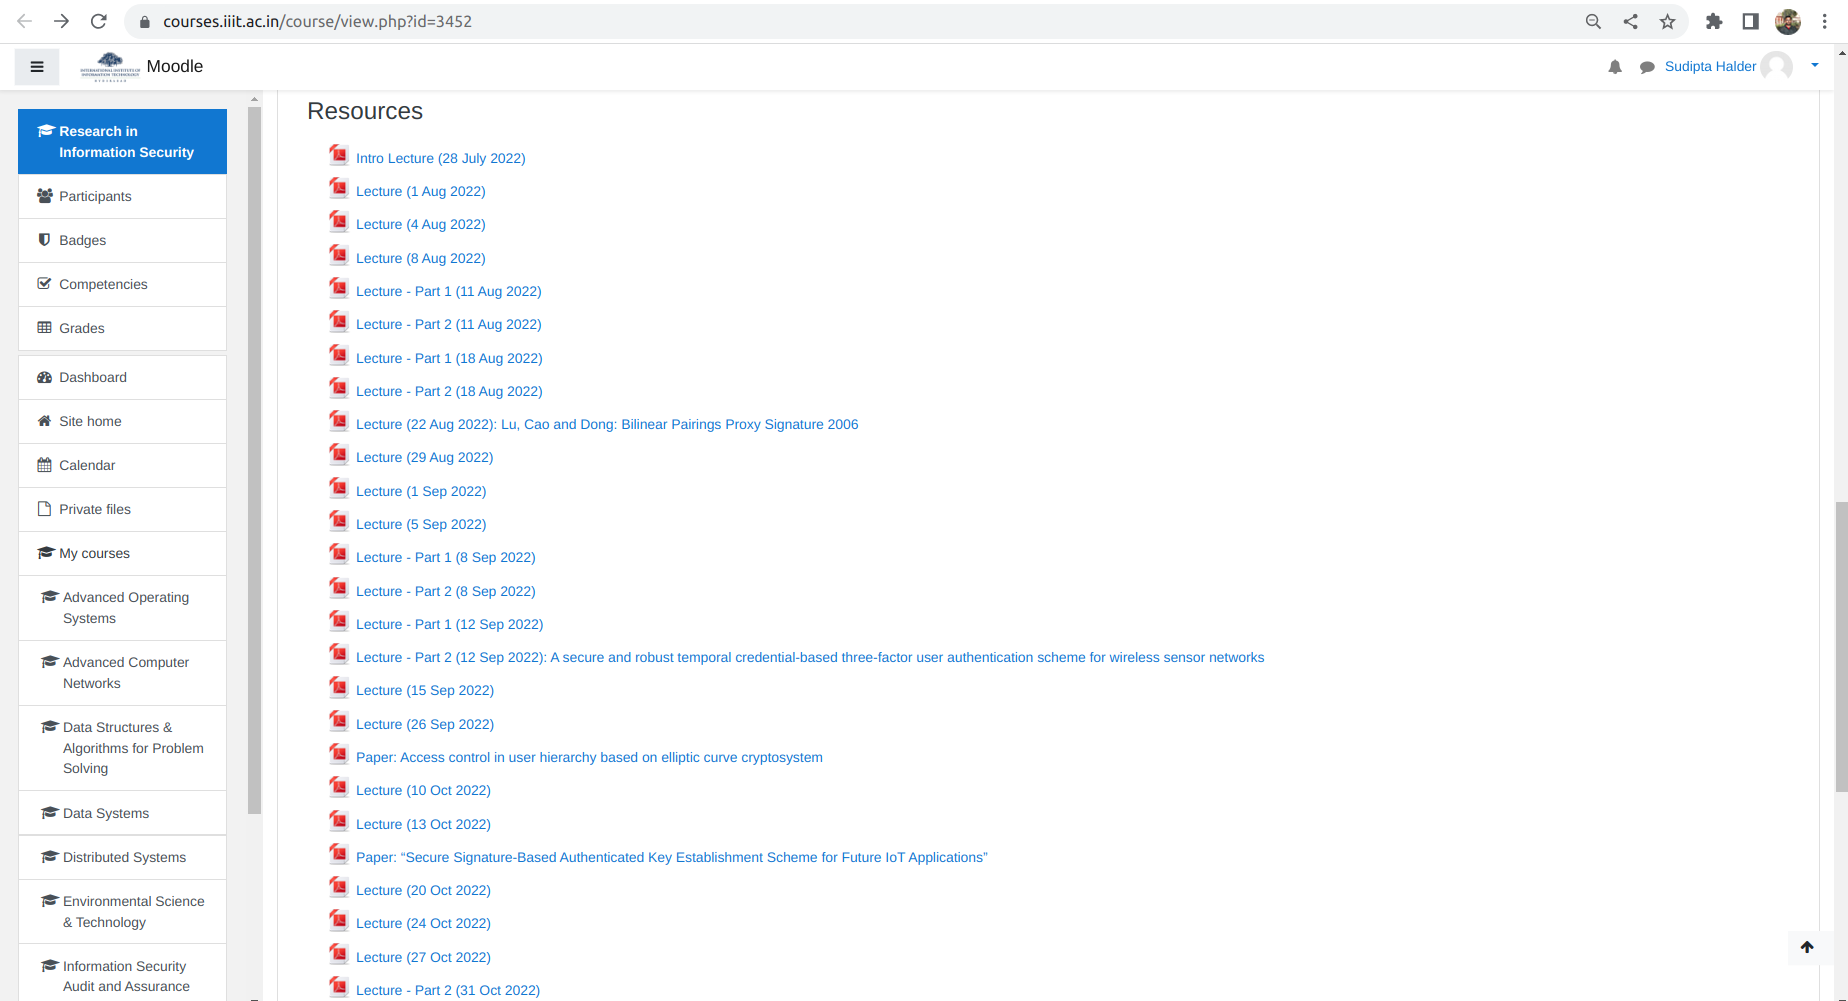 courses.iiit.ac.in/course/view.php?id=3452
INTERNATIONAL INSTITUTE OF
INFORMATION TECHNOLOGY
HYDERABAD
Moodle
Sudipta Halder
Research in
Information Security
Participants
Badges
Competencies
Grades
Dashboard
Site home
Calendar
Private files
My courses
Advanced Operating
Systems
Advanced Computer
Networks
Data Structures &
Algorithms for Problem
Solving
Data Systems
Distributed Systems
Environmental Science
& Technology
Information Security
Audit and Assurance
Resources
Intro Lecture (28 July 2022)
Lecture (1 Aug 2022)
Lecture (4 Aug 2022)
Lecture (8 Aug 2022)
Lecture - Part 1 (11 Aug 2022)
Lecture - Part 2 (11 Aug 2022)
Lecture - Part 1 (18 Aug 2022)
Lecture - Part 2 (18 Aug 2022)
Lecture (22 Aug 2022): Lu, Cao and Dong: Bilinear Pairings Proxy Signature 2006
Lecture (29 Aug 2022)
Lecture (1 Sep 2022)
Lecture (5 Sep 2022)
Lecture - Part 1 (8 Sep 2022)
Lecture - Part 2 (8 Sep 2022)
Lecture - Part 1 (12 Sep 2022)
Lecture - Part 2 (12 Sep 2022): A secure and robust temporal credential-based three-factor user authentication scheme for wireless sensor networks
Lecture (15 Sep 2022)
Lecture (26 Sep 2022)
Paper: Access control in user hierarchy based on elliptic curve cryptosystem
Lecture (10 Oct 2022)
Lecture (13 Oct 2022)
Paper: “Secure Signature-Based Authenticated Key Establishment Scheme for Future IoT Applications”
Lecture (20 Oct 2022)
Lecture (24 Oct 2022)
Lecture (27 Oct 2022)
Lecture - Part 2 (31 Oct 2022)